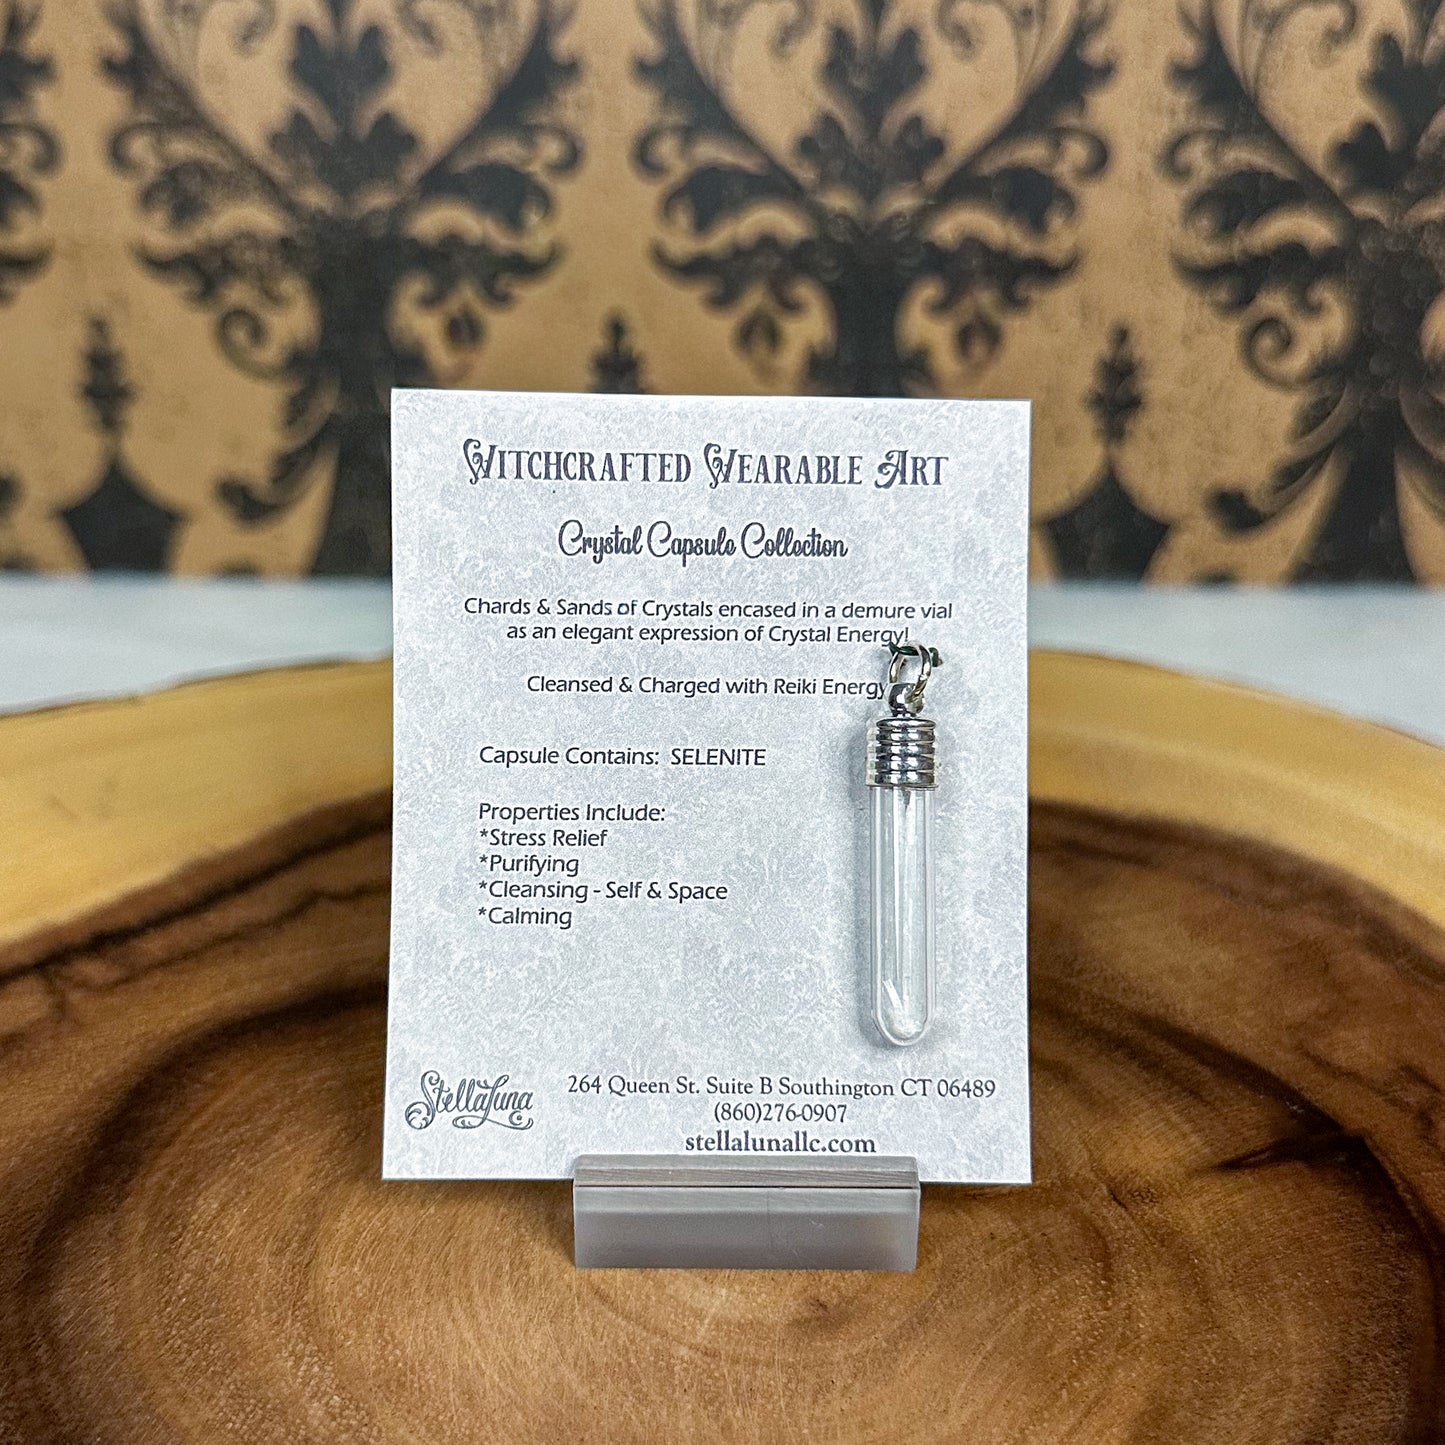 Witchcrafted Wearable Art
Crystal Capsule Collection
Chards & Sands of Crystals encased in a demure vial
as an elegant expression of Crystal Energy!
Cleansed & Charged with Reiki Energy
Capsule Contains: SELENITE
Properties Include:
*Stress Relief
*Purifying
*Cleansing - Self & Space
*Calming
StellaLuna
264 Queen St. Suite B Southington CT 06489
(860)276-0907
stellalunallc.com